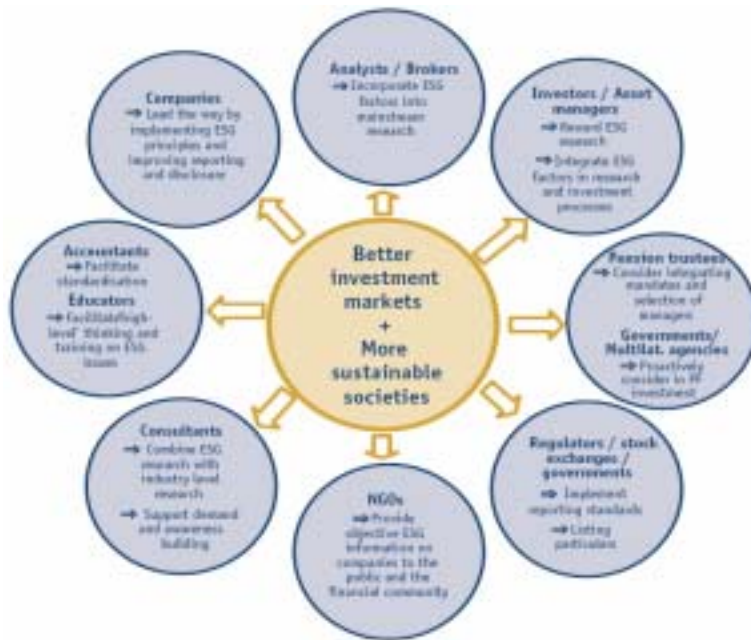 Analysts / Brokers
➔ Incorporate ESG
factors into
mainstream
research
Investors / Asset
managers
➔ Reward ESG
research
➔ Integrate ESG
factors in research
and investment
processes
Pension trustees
➔ Consider integrating
mandates and
selection of
managers
Governments/
Multilat. agencies
➔ Proactively
consider in PF
investment
Regulators / stock
exchanges /
governments
➔ Implement
reporting standards
➔ Listing
particulars
NGOs
➔ Provide
objective ESG
information on
companies to the
public and the
financial community
Consultants
➔ Combine ESG
research with
industry level
research
➔ Support demand
and awareness
building
Accountants
➔ Facilitate
standardisation
Educators
➔ Facilitate "high-
level" thinking and
training on ESG
issues
Companies
➔ Lead the way by
implementing ESG
principles and
improving reporting
and disclosure
Better
investment
markets
+
More
sustainable
societies